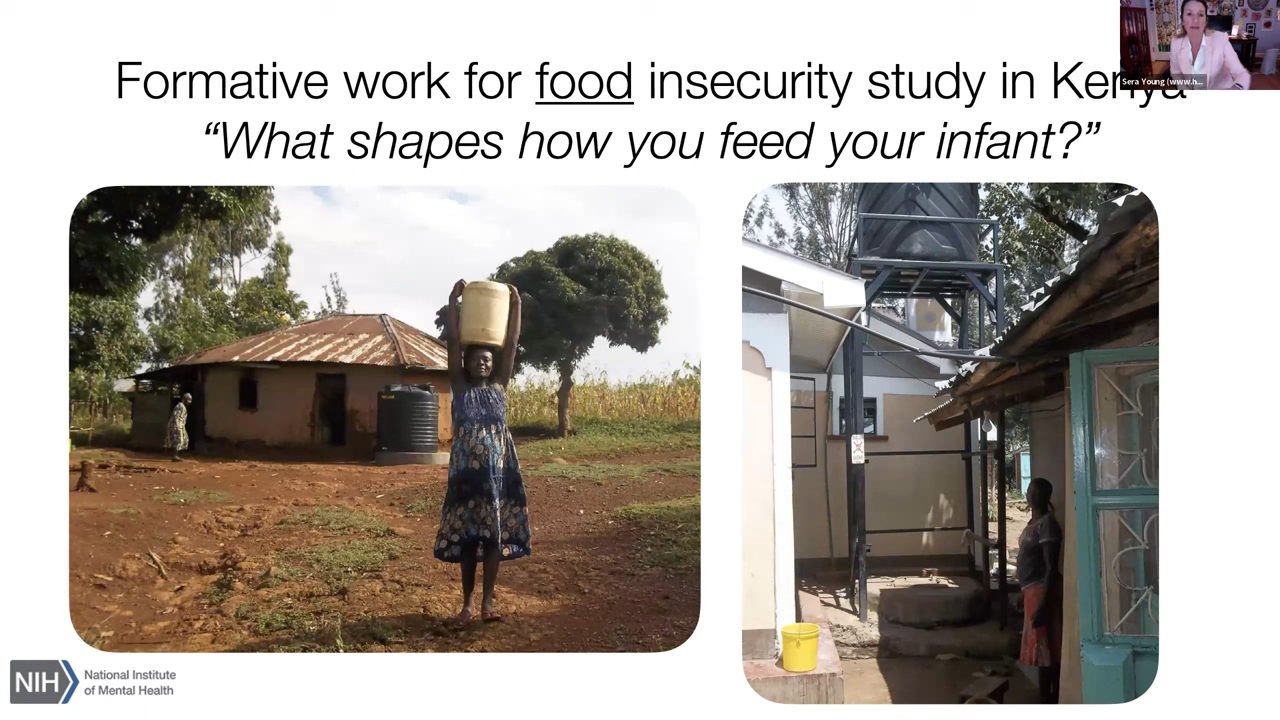 Formative work for food insecurity study in Kenya
“What shapes how you feed your infant?”
Sera Young (www.h...
NIH
National Institute
of Mental Health